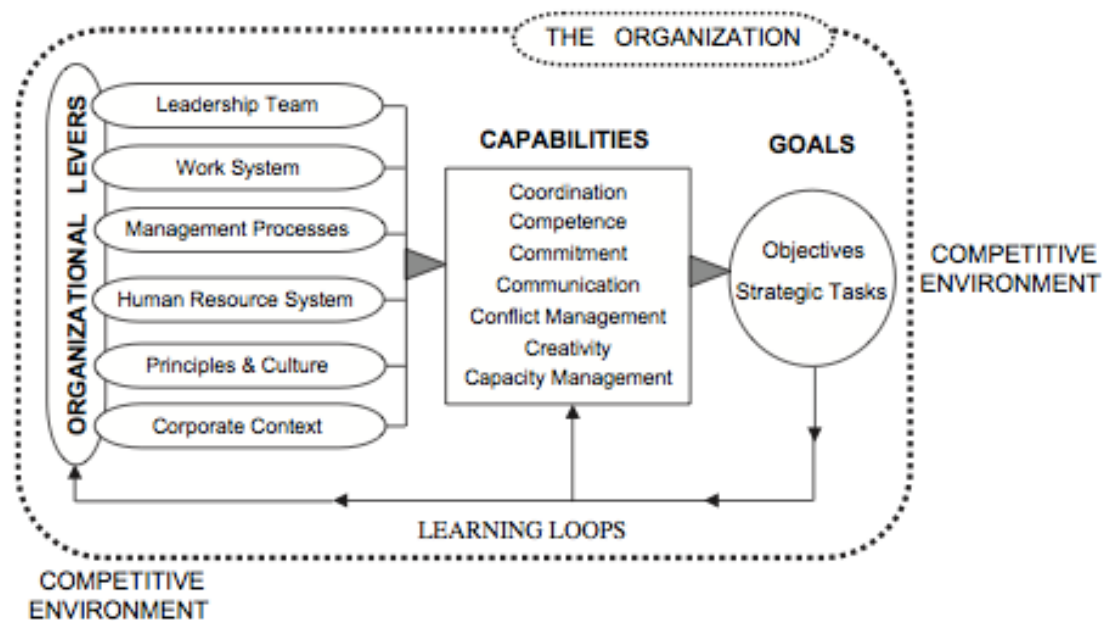 THE ORGANIZATION
ORGANIZATIONAL LEVERS
Leadership Team
Work System
Management Processes
Human Resource System
Principles & Culture
Corporate Context
CAPABILITIES
Coordination
Competence
Commitment
Communication
Conflict Management
Creativity
Capacity Management
GOALS
Objectives
Strategic Tasks
COMPETITIVE
ENVIRONMENT
LEARNING LOOPS
COMPETITIVE
ENVIRONMENT